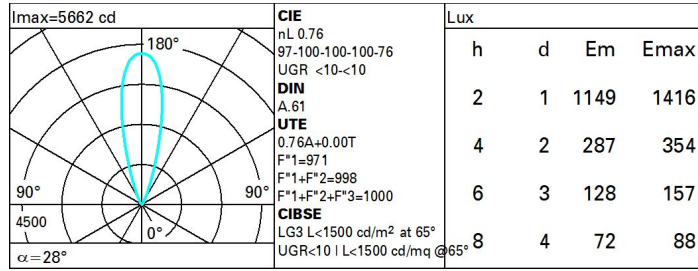 Imax=5662 cd
180°
90°
90°
4500
0°
α=28°
CIE
nL 0.76
97-100-100-100-76
UGR <10-<10
DIN
A.61
UTE
0.76A+0.00T
F"1=971
F"1+F"2=998
F"1+F"2+F"3=1000
CIBSE
LG3 L<1500 cd/m² at 65°
UGR<10 | L<1500 cd/mq @65°
Lux
h d Em Emax
2 1 1149 1416
4 2 287 354
6 3 128 157
8 4 72 88